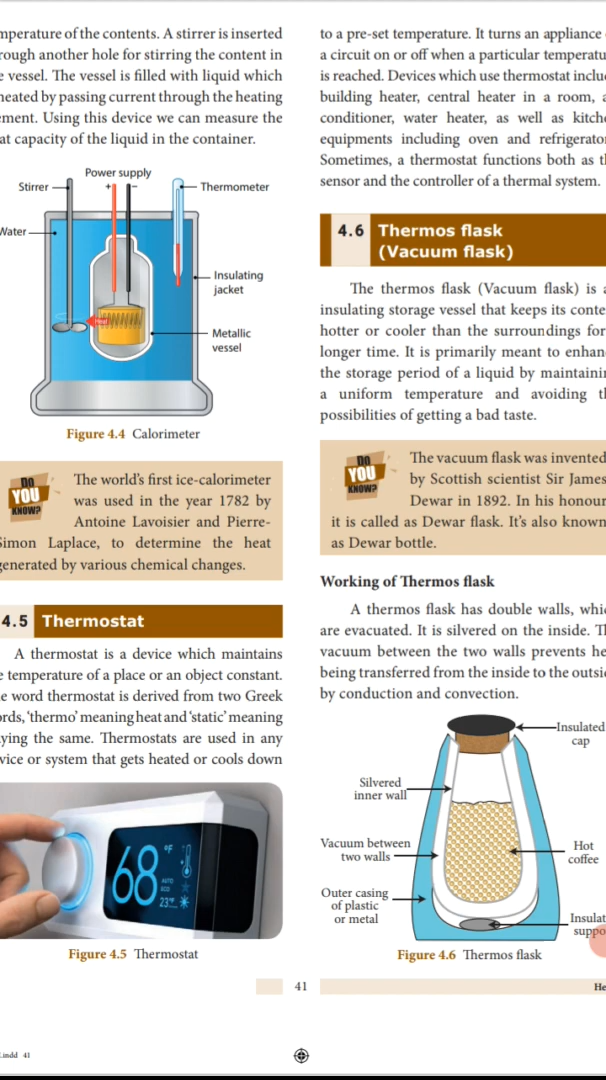 mperature of the contents. A stirrer is inserted
rough another hole for stirring the content in
e vessel. The vessel is filled with liquid which
heated by passing current through the heating
ement. Using this device we can measure the
at capacity of the liquid in the container.
Power supply
+ –
Stirrer
Thermometer
Water
Insulating
jacket
Heat
Metallic
vessel
Figure 4.4 Calorimeter
DO
YOU
KNOW?
The world's first ice-calorimeter
was used in the year 1782 by
Antoine Lavoisier and Pierre-
Simon Laplace, to determine the heat
generated by various chemical changes.
4.5 Thermostat
A thermostat is a device which maintains
e temperature of a place or an object constant.
he word thermostat is derived from two Greek
ords, 'thermo' meaning heat and 'static' meaning
ying the same. Thermostats are used in any
vice or system that gets heated or cools down
68
°F
AUTO
ECO
Figure 4.5 Thermostat
to a pre-set temperature. It turns an appliance
a circuit on or off when a particular temperatu
is reached. Devices which use thermostat inclu
building heater, central heater in a room, a
conditioner, water heater, as well as kitche
equipments including oven and refrigerato
Sometimes, a thermostat functions both as th
sensor and the controller of a thermal system.
4.6 Thermos flask
(Vacuum flask)
The thermos flask (Vacuum flask) is a
insulating storage vessel that keeps its conte
hotter or cooler than the surroundings for
longer time. It is primarily meant to enhan
the storage period of a liquid by maintainin
a uniform temperature and avoiding th
possibilities of getting a bad taste.
DO
YOU
KNOW?
The vacuum flask was invented
by Scottish scientist Sir James
Dewar in 1892. In his honour
it is called as Dewar flask. It's also known
as Dewar bottle.
Working of Thermos flask
A thermos flask has double walls, whic
are evacuated. It is silvered on the inside. Th
vacuum between the two walls prevents he
being transferred from the inside to the outsid
by conduction and convection.
Insulated
cap
Silvered
inner wall
Vacuum between
two walls
Hot
coffee
Outer casing
of plastic
or metal
Insulat
suppo
Figure 4.6 Thermos flask
41
He
.indd 41